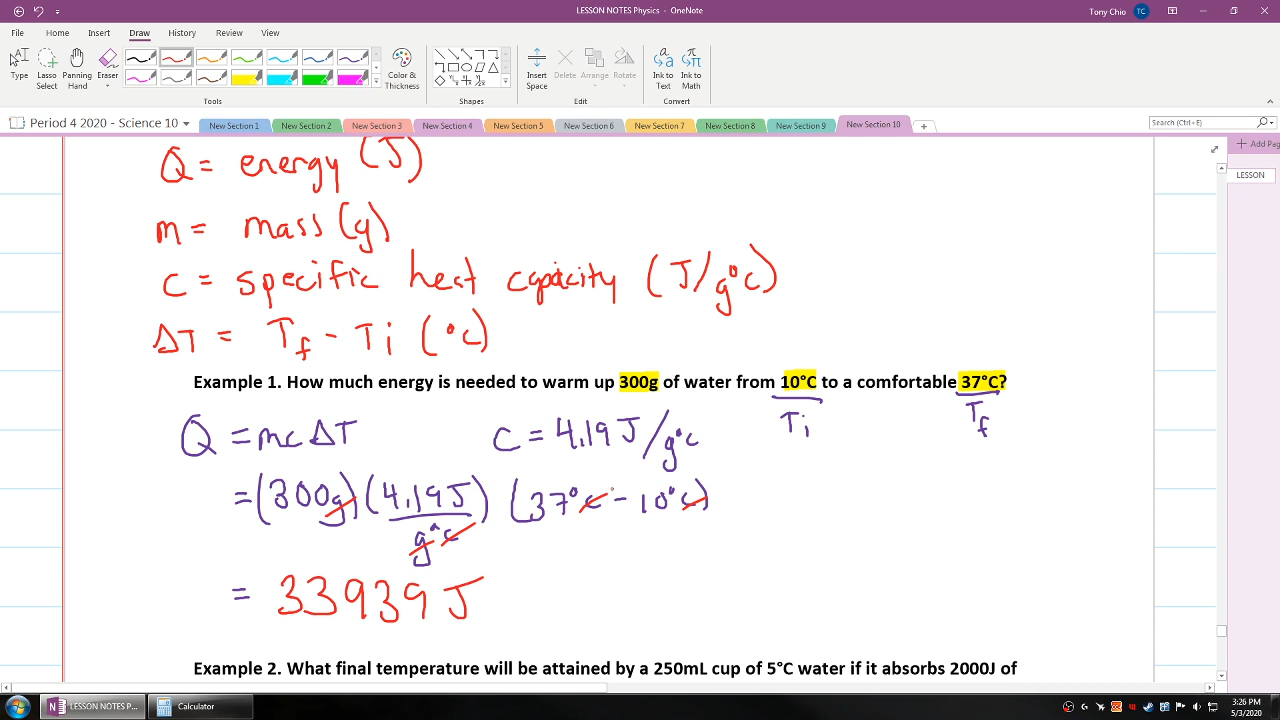 LESSON NOTES Physics - OneNote
Tony Chio TC
File Home Insert Draw History Review View
Type Lasso Select Panning Hand Eraser Color & Thickness Insert Space Delete Arrange Rotate Ink to Text Ink to Math
Tools Shapes Edit Convert
Period 4 2020 - Science 10 New Section 1 New Section 2 New Section 3 New Section 4 New Section 5 New Section 6 New Section 7 New Section 8 New Section 9 New Section 10 Search (Ctrl+E)
Add Pag
LESSON
Q = energy (J)
m = mass (g)
C = specific heat capacity (J/g°C)
ΔT = Tf - Ti (°C)
Example 1. How much energy is needed to warm up 300g of water from 10°C to a comfortable 37°C?
Ti Tf
Q = mcΔT C = 4.19 J/g°C
= (300g) (4.19J / g°C) (37°C - 10°C)
= 33939 J
Example 2. What final temperature will be attained by a 250mL cup of 5°C water if it absorbs 2000J of
LESSON NOTES P... Calculator
3:26 PM
5/3/2020